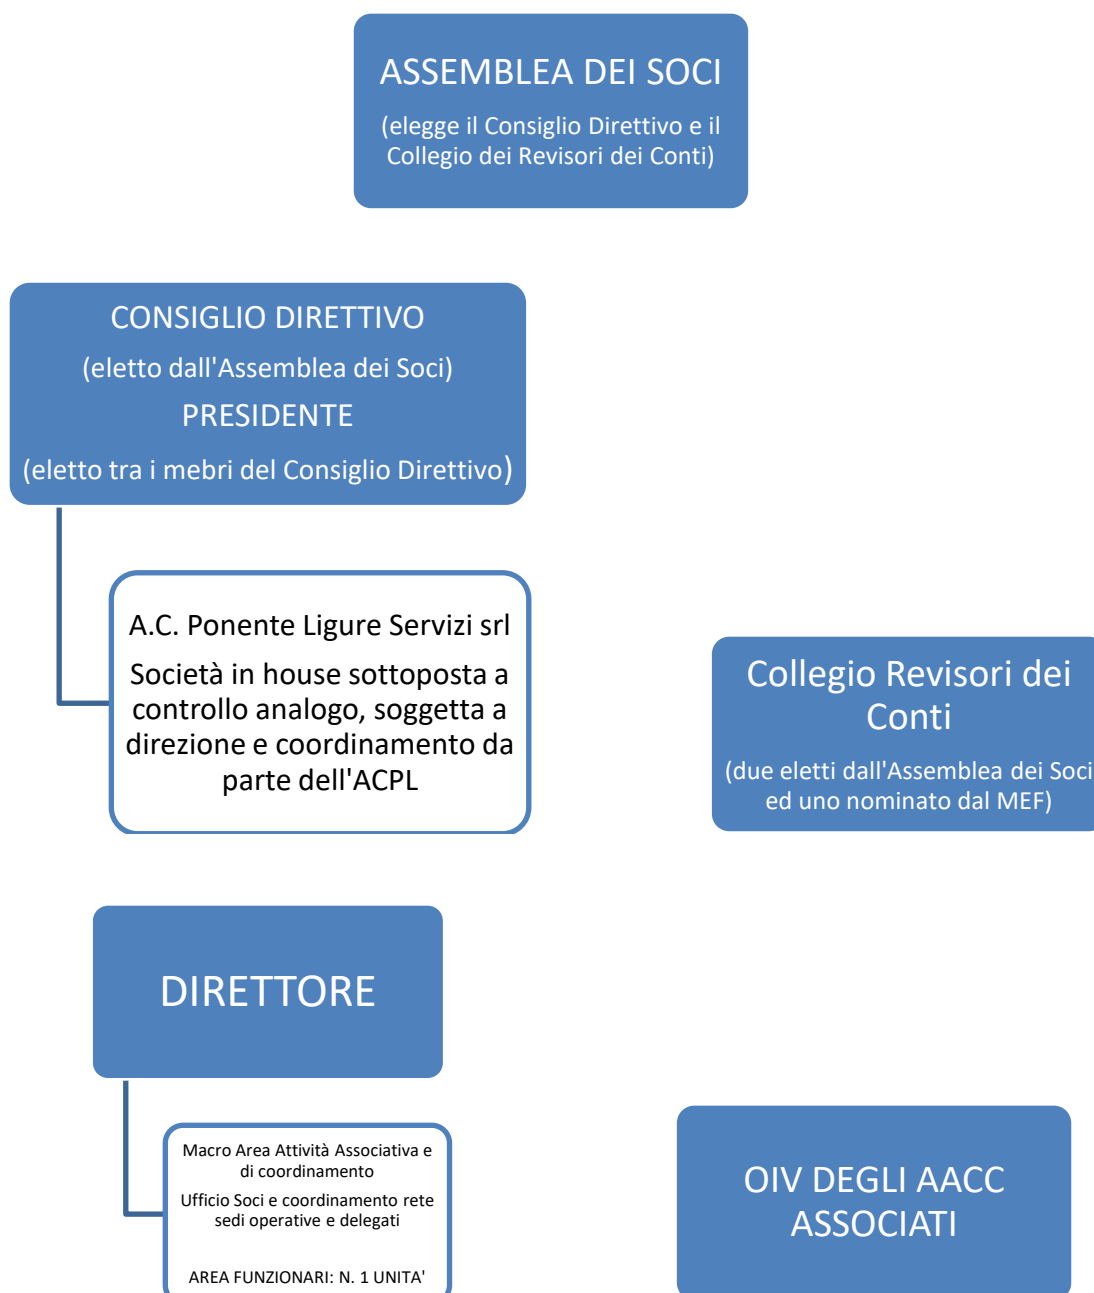 ASSEMBLEA DEI SOCI
(elegge il Consiglio Direttivo e il
Collegio dei Revisori dei Conti)
CONSIGLIO DIRETTIVO
(eletto dall'Assemblea dei Soci)
PRESIDENTE
(eletto tra i mebri del Consiglio Direttivo)
A.C. Ponente Ligure Servizi srl
Società in house sottoposta a
controllo analogo, soggetta a
direzione e coordinamento da
parte dell'ACPL
Collegio Revisori dei
Conti
(due eletti dall'Assemblea dei Soci
ed uno nominato dal MEF)
DIRETTORE
Macro Area Attività Associativa e
di coordinamento
Ufficio Soci e coordinamento rete
sedi operative e delegati
AREA FUNZIONARI: N. 1 UNITA'
OIV DEGLI AACC
ASSOCIATI